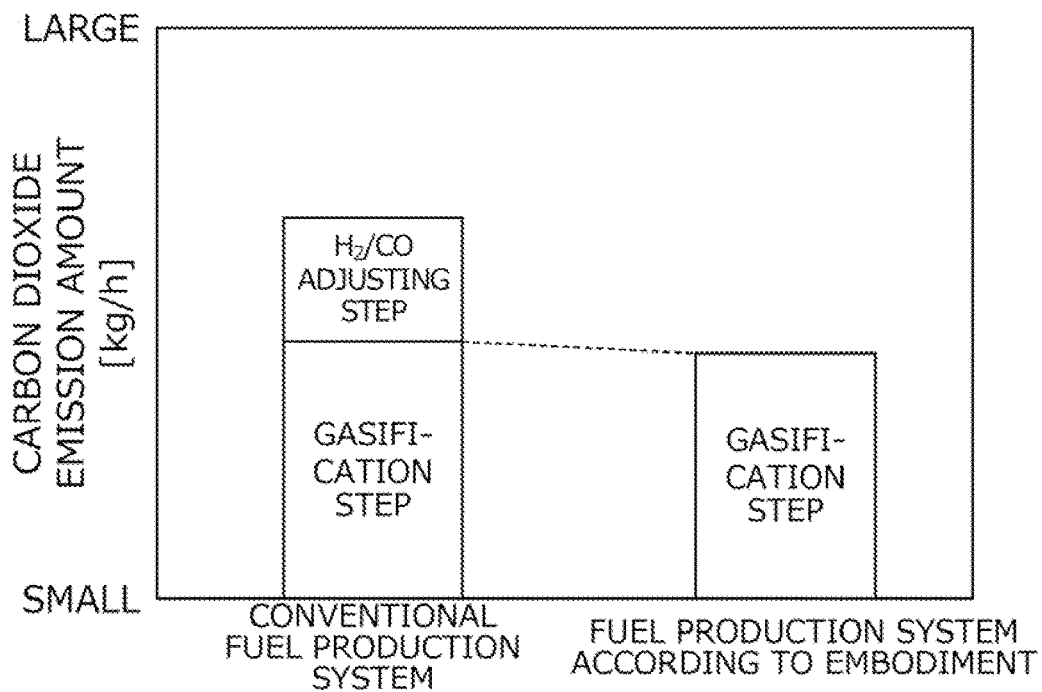 LARGE
CARBON DIOXIDE
EMISSION AMOUNT
[kg/h]
SMALL
H₂/CO
ADJUSTING
STEP
GASIFI-
CATION
STEP
GASIFI-
CATION
STEP
CONVENTIONAL
FUEL PRODUCTION
SYSTEM
FUEL PRODUCTION SYSTEM
ACCORDING TO EMBODIMENT